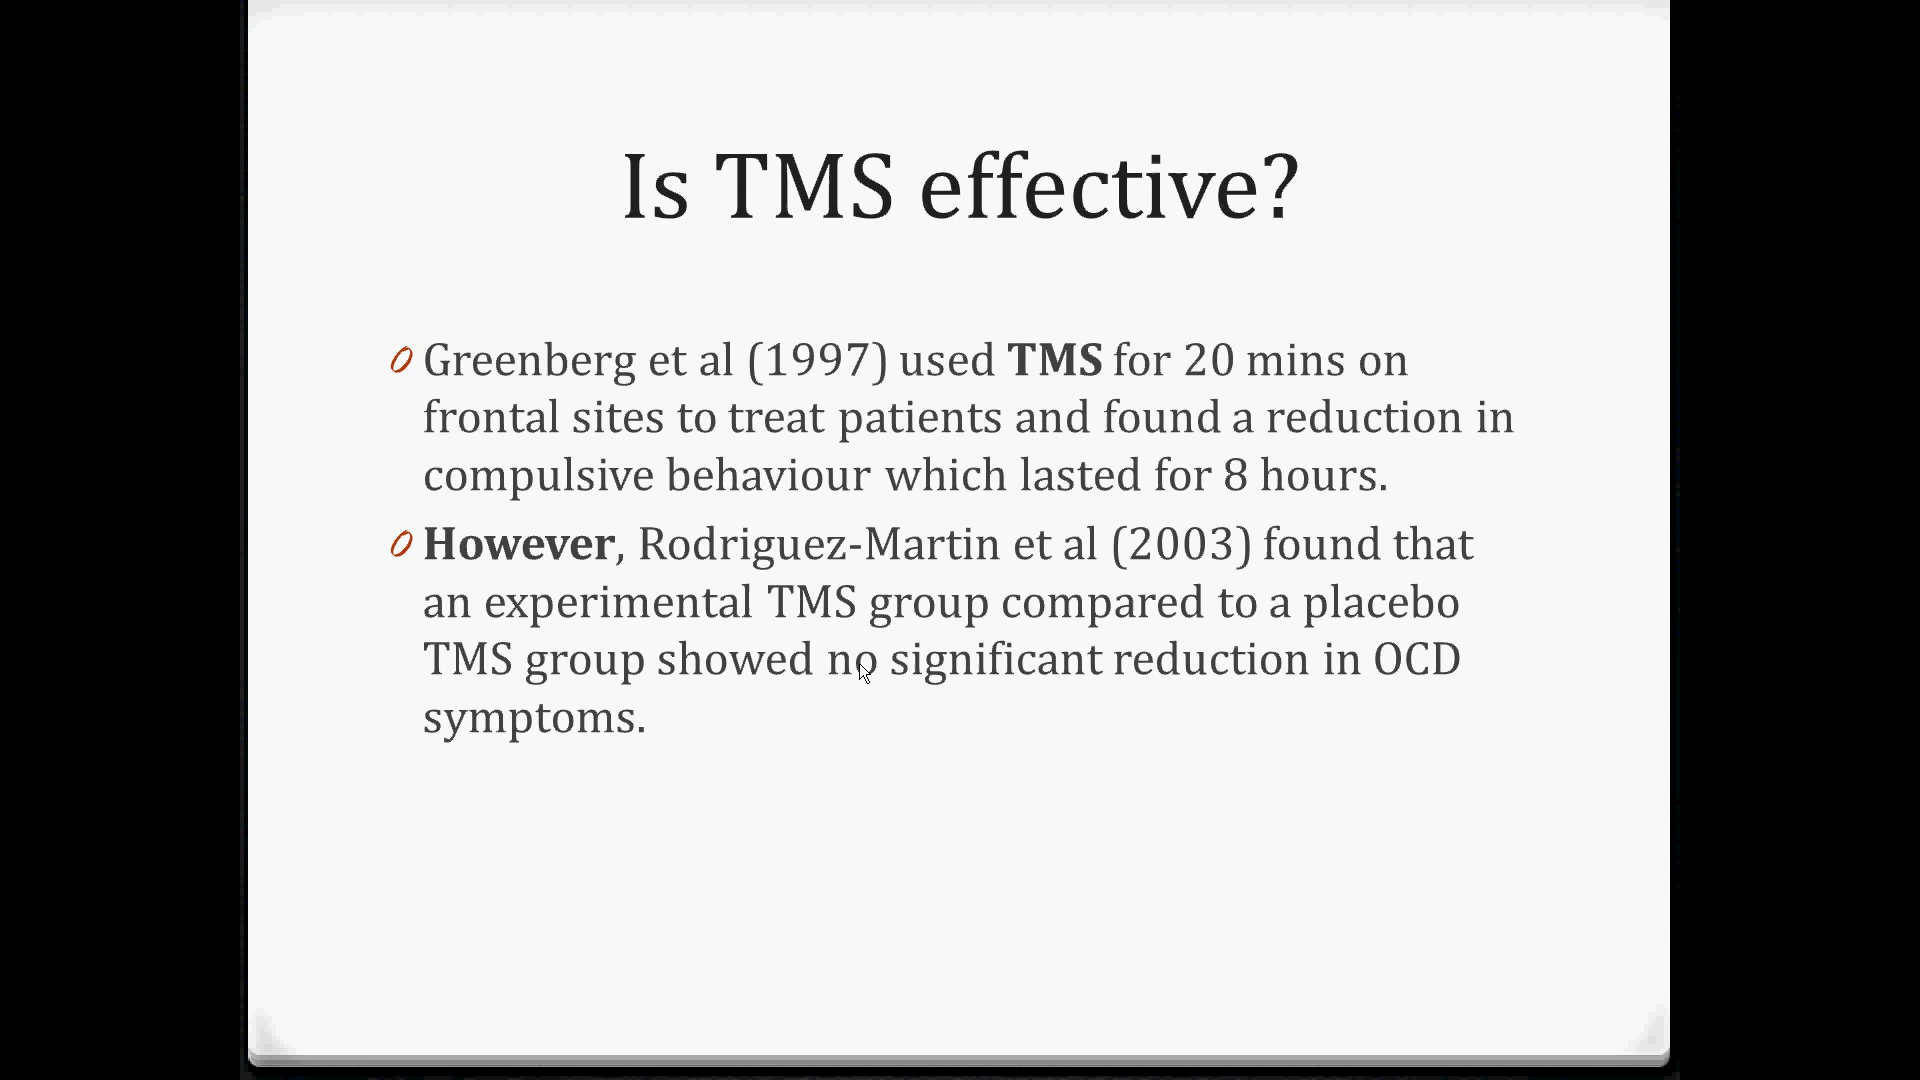 Is TMS effective?
Greenberg et al (1997) used TMS for 20 mins on
frontal sites to treat patients and found a reduction in
compulsive behaviour which lasted for 8 hours.
However, Rodriguez-Martin et al (2003) found that
an experimental TMS group compared to a placebo
TMS group showed no significant reduction in OCD
symptoms.